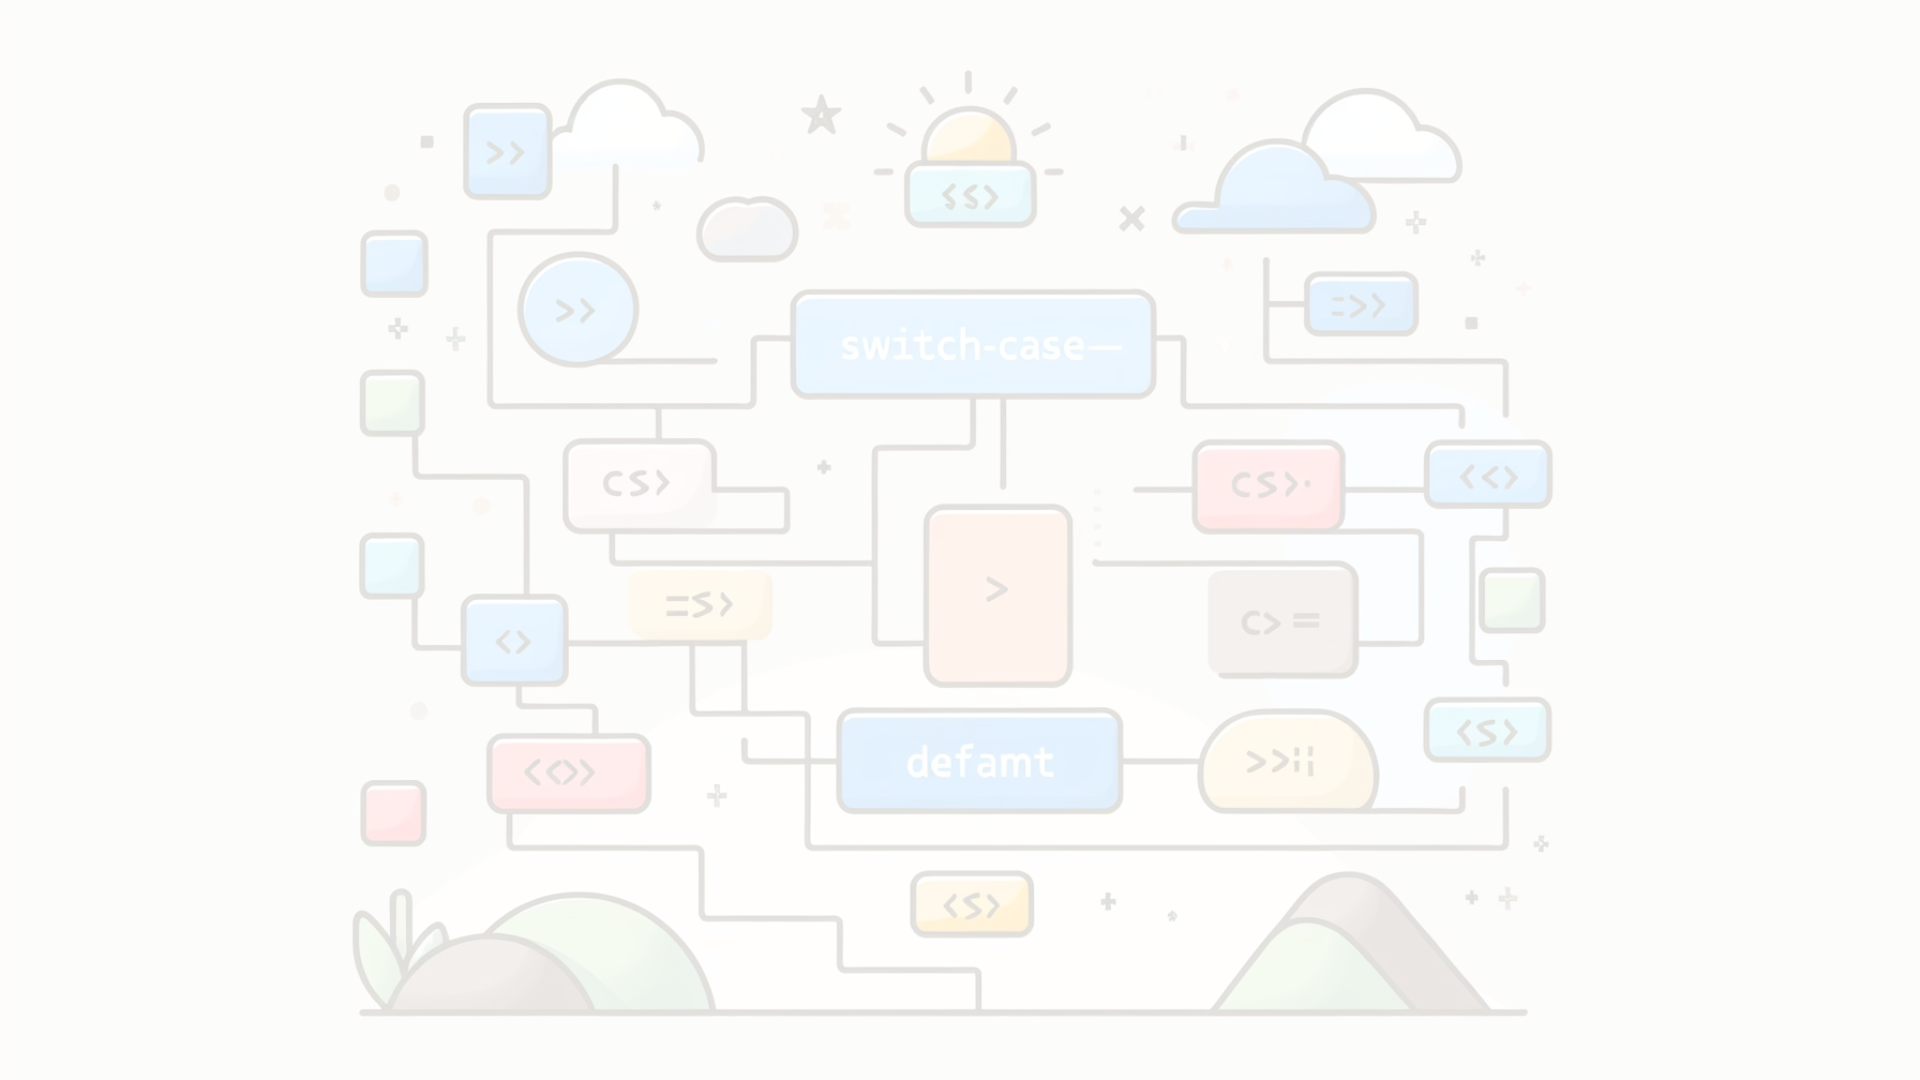 >>
<s>
=>>
>>
switch-case—
cs>
cs>·
<<>
>
=s>
c>=
<>
<s>
defamt
>>¦¦
<<>>
<s>